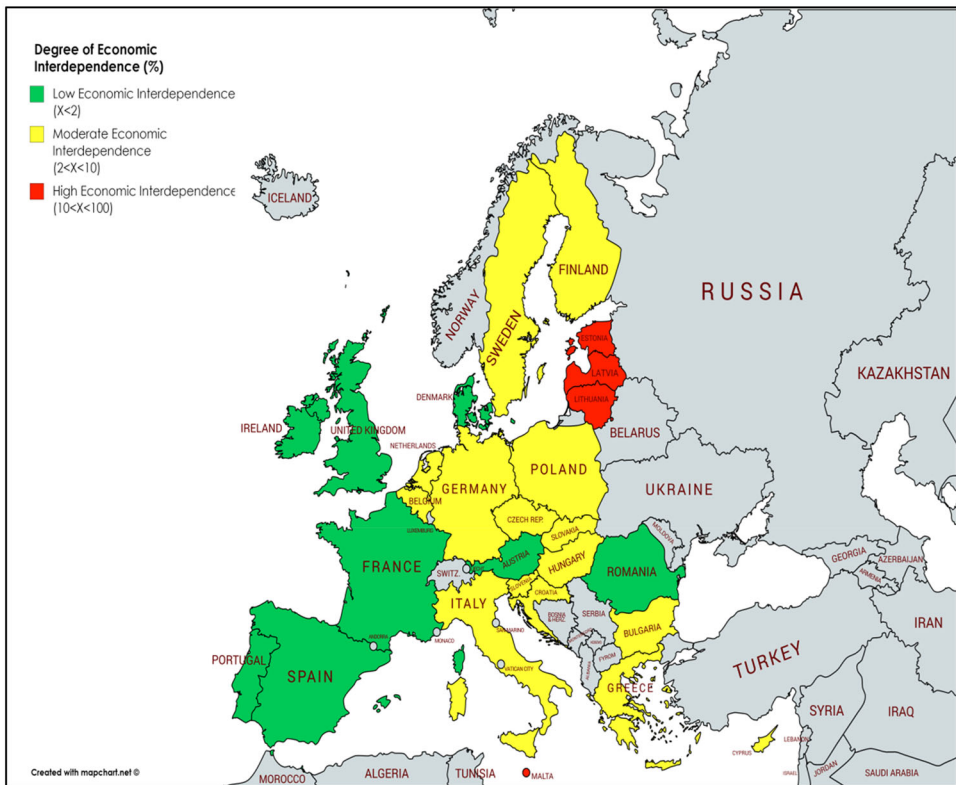 Degree of Economic
Interdependence (%)
Low Economic Interdependence
(X<2)
Moderate Economic
Interdependence
(2<X<10)
High Economic Interdependence
(10<X<100)
ICELAND
RUSSIA
FINLAND
NORWAY
SWEDEN
ESTONIA
LATVIA
LITHUANIA
KAZAKHSTAN
DENMARK
IRELAND
UNITED KINGDOM
NETHERLANDS
BELARUS
POLAND
GERMANY
BELGIUM
UKRAINE
LUXEMBURG
CZECH REP.
SLOVAKIA
MOLDOVA
FRANCE
SWITZ.
AUSTRIA
HUNGARY
ROMANIA
GEORGIA
AZERBAIJAN
ARMENIA
SLOVENIA
CROATIA
ITALY
BOSNIA
& HERZ.
SERBIA
SAN MARINO
MONACO
ANDORRA
BULGARIA
IRAN
PORTUGAL
SPAIN
VATICAN CITY
FYROM
TURKEY
GREECE
SYRIA
IRAQ
CYPRUS
LEBANON
ISRAEL
JORDAN
SAUDI ARABIA
MALTA
TUNISIA
ALGERIA
MOROCCO
Created with mapchart.net ©